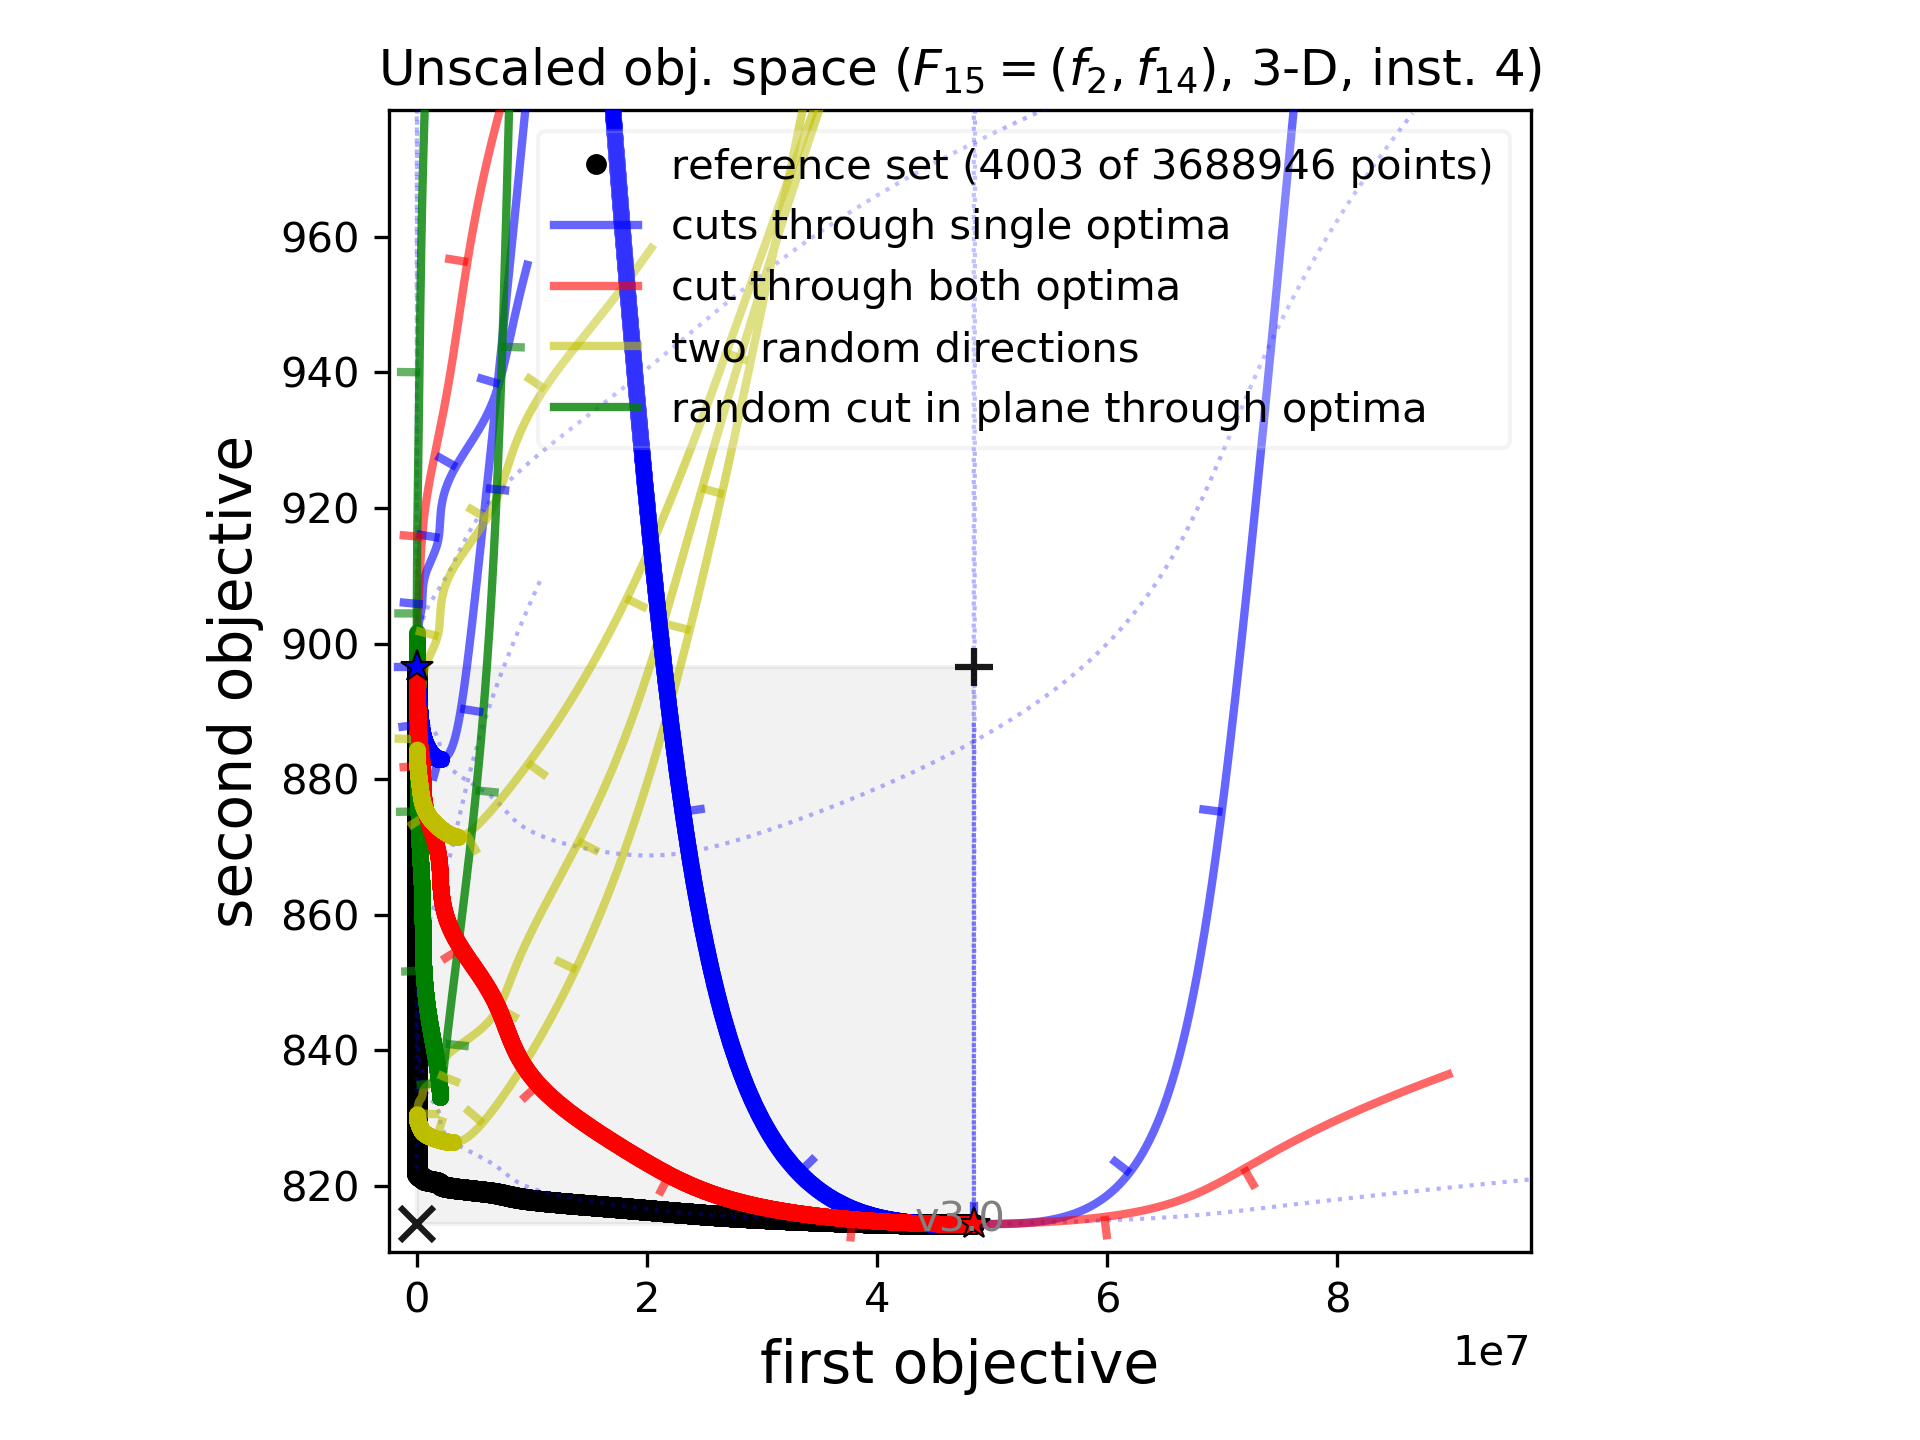 Unscaled obj. space (F₁₅ = (f₂, f₁₄), 3-D, inst. 4)
reference set (4003 of 3688946 points)
cuts through single optima
cut through both optima
two random directions
random cut in plane through optima
960
940
920
900
880
860
840
820
second objective
v3.0
0 2 4 6 8
1e7
first objective